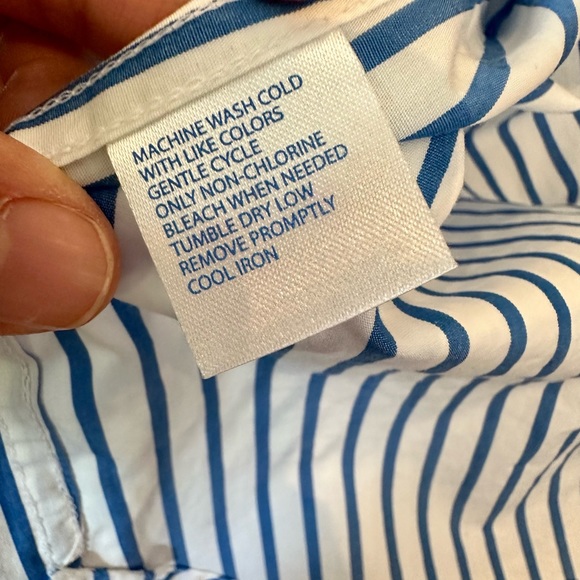 MACHINE WASH COLD
WITH LIKE COLORS
GENTLE CYCLE
ONLY NON-CHLORINE
BLEACH WHEN NEEDED
TUMBLE DRY LOW
REMOVE PROMPTLY
COOL IRON